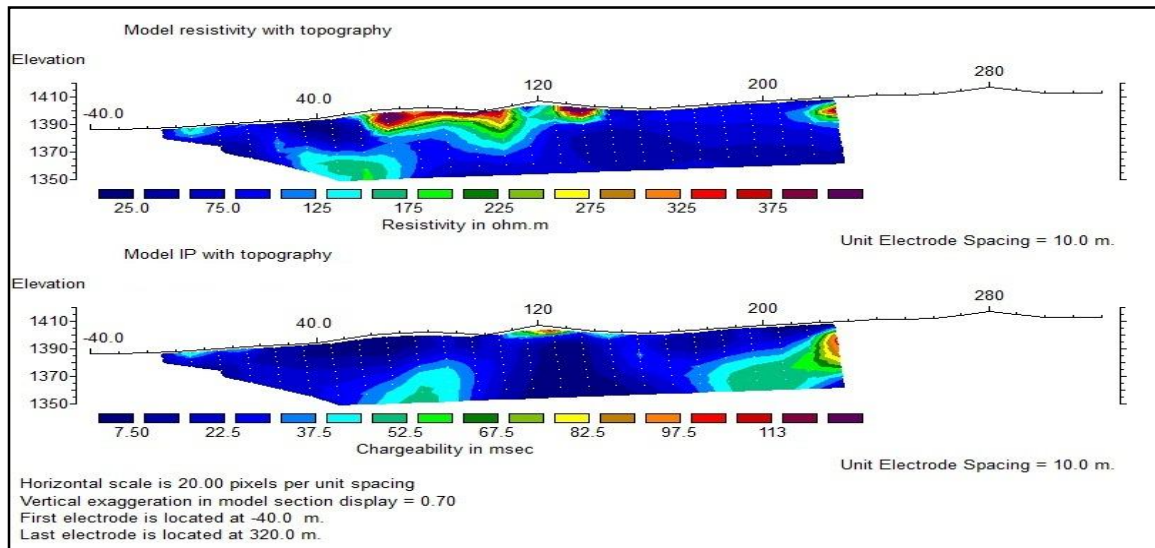 Model resistivity with topography
Elevation
1410
1390
1370
1350
-40.0 40.0 120 200 280
25.0 75.0 125 175 225 275 325 375
Resistivity in ohm.m
Unit Electrode Spacing = 10.0 m.
Model IP with topography
Elevation
1410
1390
1370
1350
-40.0 40.0 120 200 280
7.50 22.5 37.5 52.5 67.5 82.5 97.5 113
Chargeability in msec
Unit Electrode Spacing = 10.0 m.
Horizontal scale is 20.00 pixels per unit spacing
Vertical exaggeration in model section display = 0.70
First electrode is located at -40.0 m.
Last electrode is located at 320.0 m.